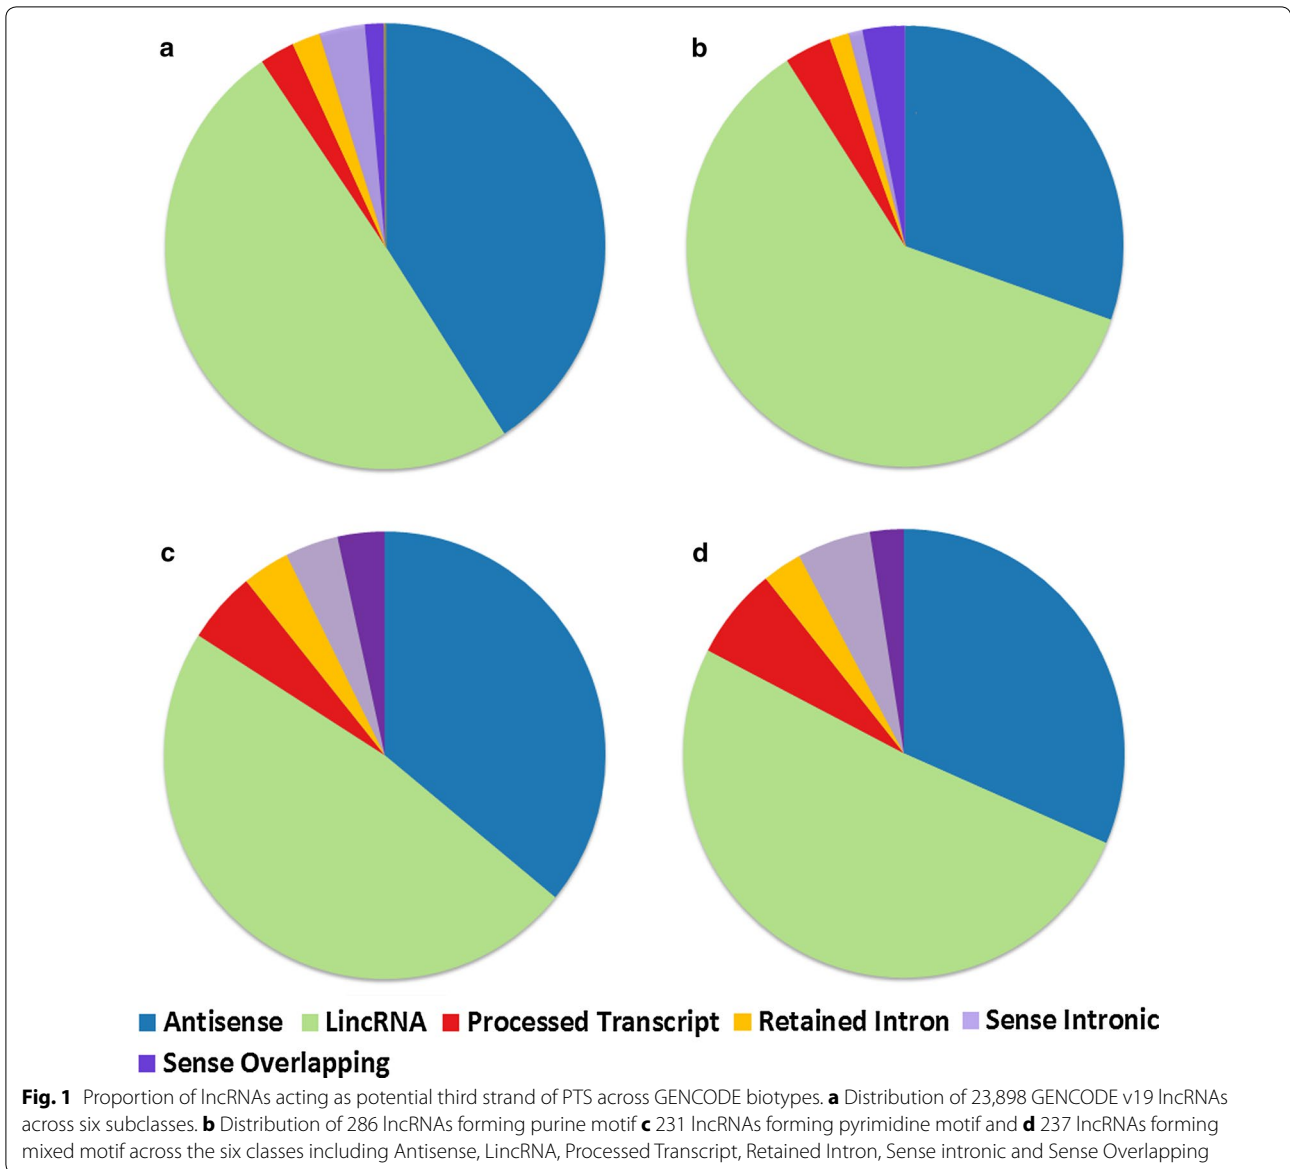 a
b
c
d
Antisense LincRNA Processed Transcript Retained Intron Sense Intronic
Sense Overlapping
Fig. 1 Proportion of lncRNAs acting as potential third strand of PTS across GENCODE biotypes. a Distribution of 23,898 GENCODE v19 lncRNAs
across six subclasses. b Distribution of 286 lncRNAs forming purine motif c 231 lncRNAs forming pyrimidine motif and d 237 lncRNAs forming
mixed motif across the six classes including Antisense, LincRNA, Processed Transcript, Retained Intron, Sense intronic and Sense Overlapping